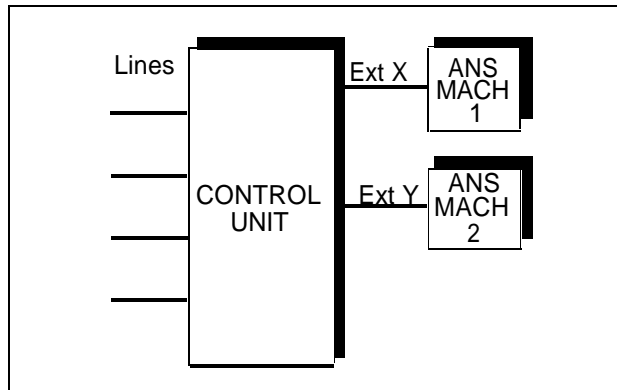 Lines
CONTROL
UNIT
Ext X
ANS
MACH
1
Ext Y
ANS
MACH
2